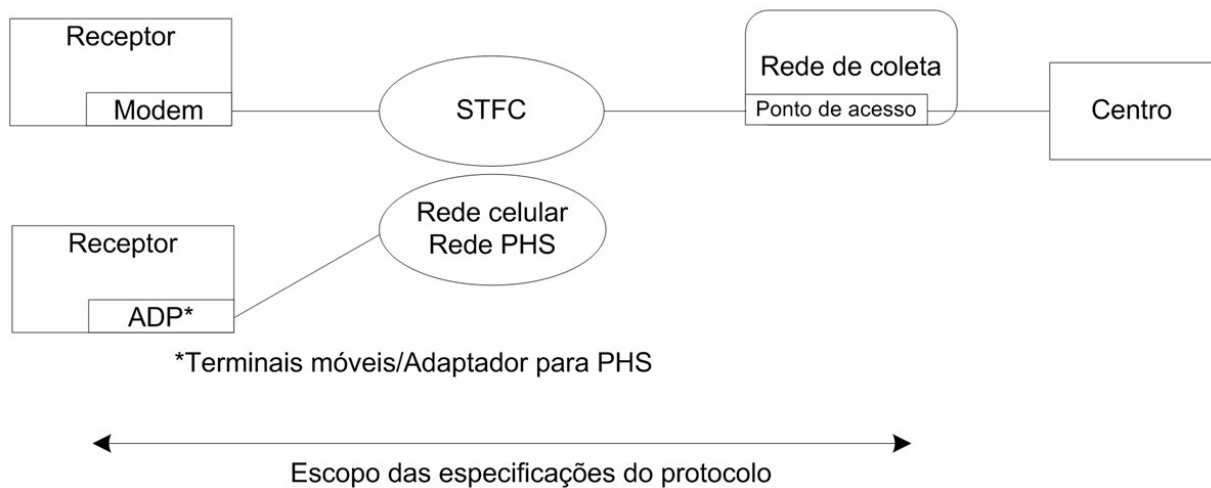 Receptor
Modem
STFC
Rede de coleta
Ponto de acesso
Centro
Rede celular
Rede PHS
Receptor
ADP*
*Terminais móveis/Adaptador para PHS
Escopo das especificações do protocolo